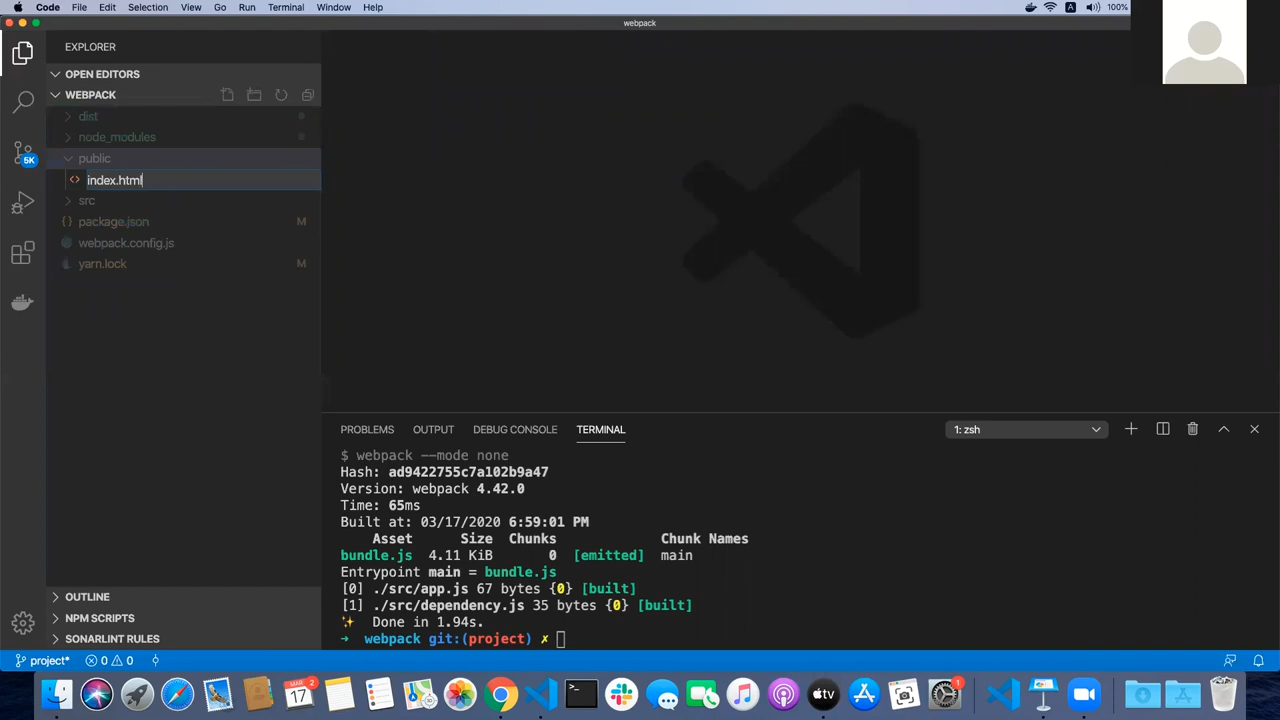 Code File Edit Selection View Go Run Terminal Window Help
A 100%
webpack
EXPLORER
OPEN EDITORS
WEBPACK
dist
node_modules
public
<> index.html
src
{} package.json M
webpack.config.js
yarn.lock M
5K
PROBLEMS OUTPUT DEBUG CONSOLE TERMINAL
1: zsh
$ webpack --mode none
Hash: ad9422755c7a102b9a47
Version: webpack 4.42.0
Time: 65ms
Built at: 03/17/2020 6:59:01 PM
Asset Size Chunks Chunk Names
bundle.js 4.11 KiB 0 [emitted] main
Entrypoint main = bundle.js
[0] ./src/app.js 67 bytes {0} [built]
[1] ./src/dependency.js 35 bytes {0} [built]
✨ Done in 1.94s.
➜ webpack git:(project) ✗
OUTLINE
NPM SCRIPTS
SONARLINT RULES
project* 0 0
MAR 2
17
>_
tv
1